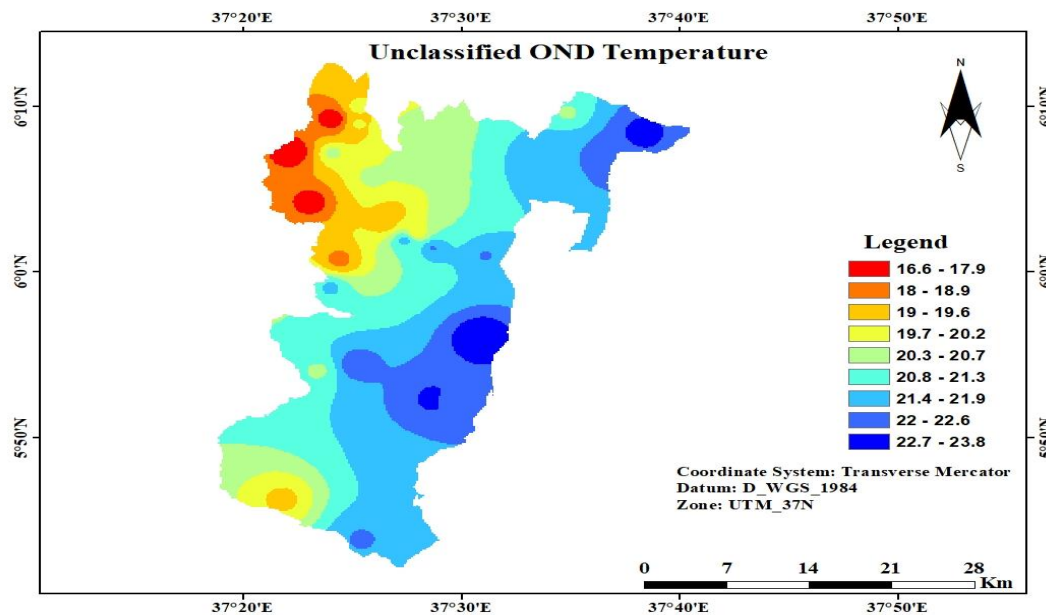 37°20'E 37°30'E 37°40'E 37°50'E
Unclassified OND Temperature
N
S
6°10'N 6°10'N
6°0'N 6°0'N
5°50'N 5°50'N
Legend
16.6 - 17.9
18 - 18.9
19 - 19.6
19.7 - 20.2
20.3 - 20.7
20.8 - 21.3
21.4 - 21.9
22 - 22.6
22.7 - 23.8
Coordinate System: Transverse Mercator
Datum: D_WGS_1984
Zone: UTM_37N
0 7 14 21 28
Km
37°20'E 37°30'E 37°40'E 37°50'E